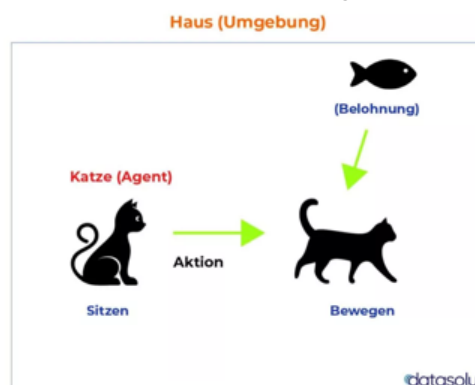 Haus (Umgebung)
(Belohnung)
Katze (Agent)
Aktion
Sitzen
Bewegen